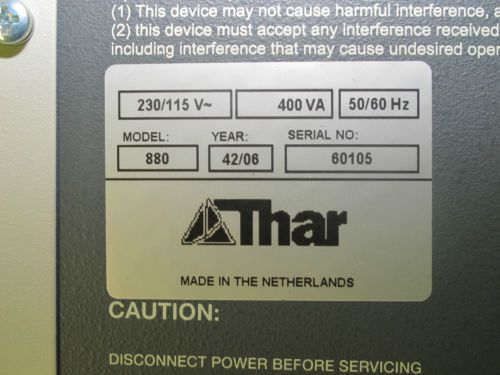 (1) This device may not cause harmful interference,
(2) this device must accept any interference received
including interference that may cause undesired
230/115 V~ 400 VA 50/60 Hz
MODEL: YEAR: SERIAL NO:
880 42/06 60105
Thar
MADE IN THE NETHERLANDS
CAUTION:
DISCONNECT POWER BEFORE SERVICING